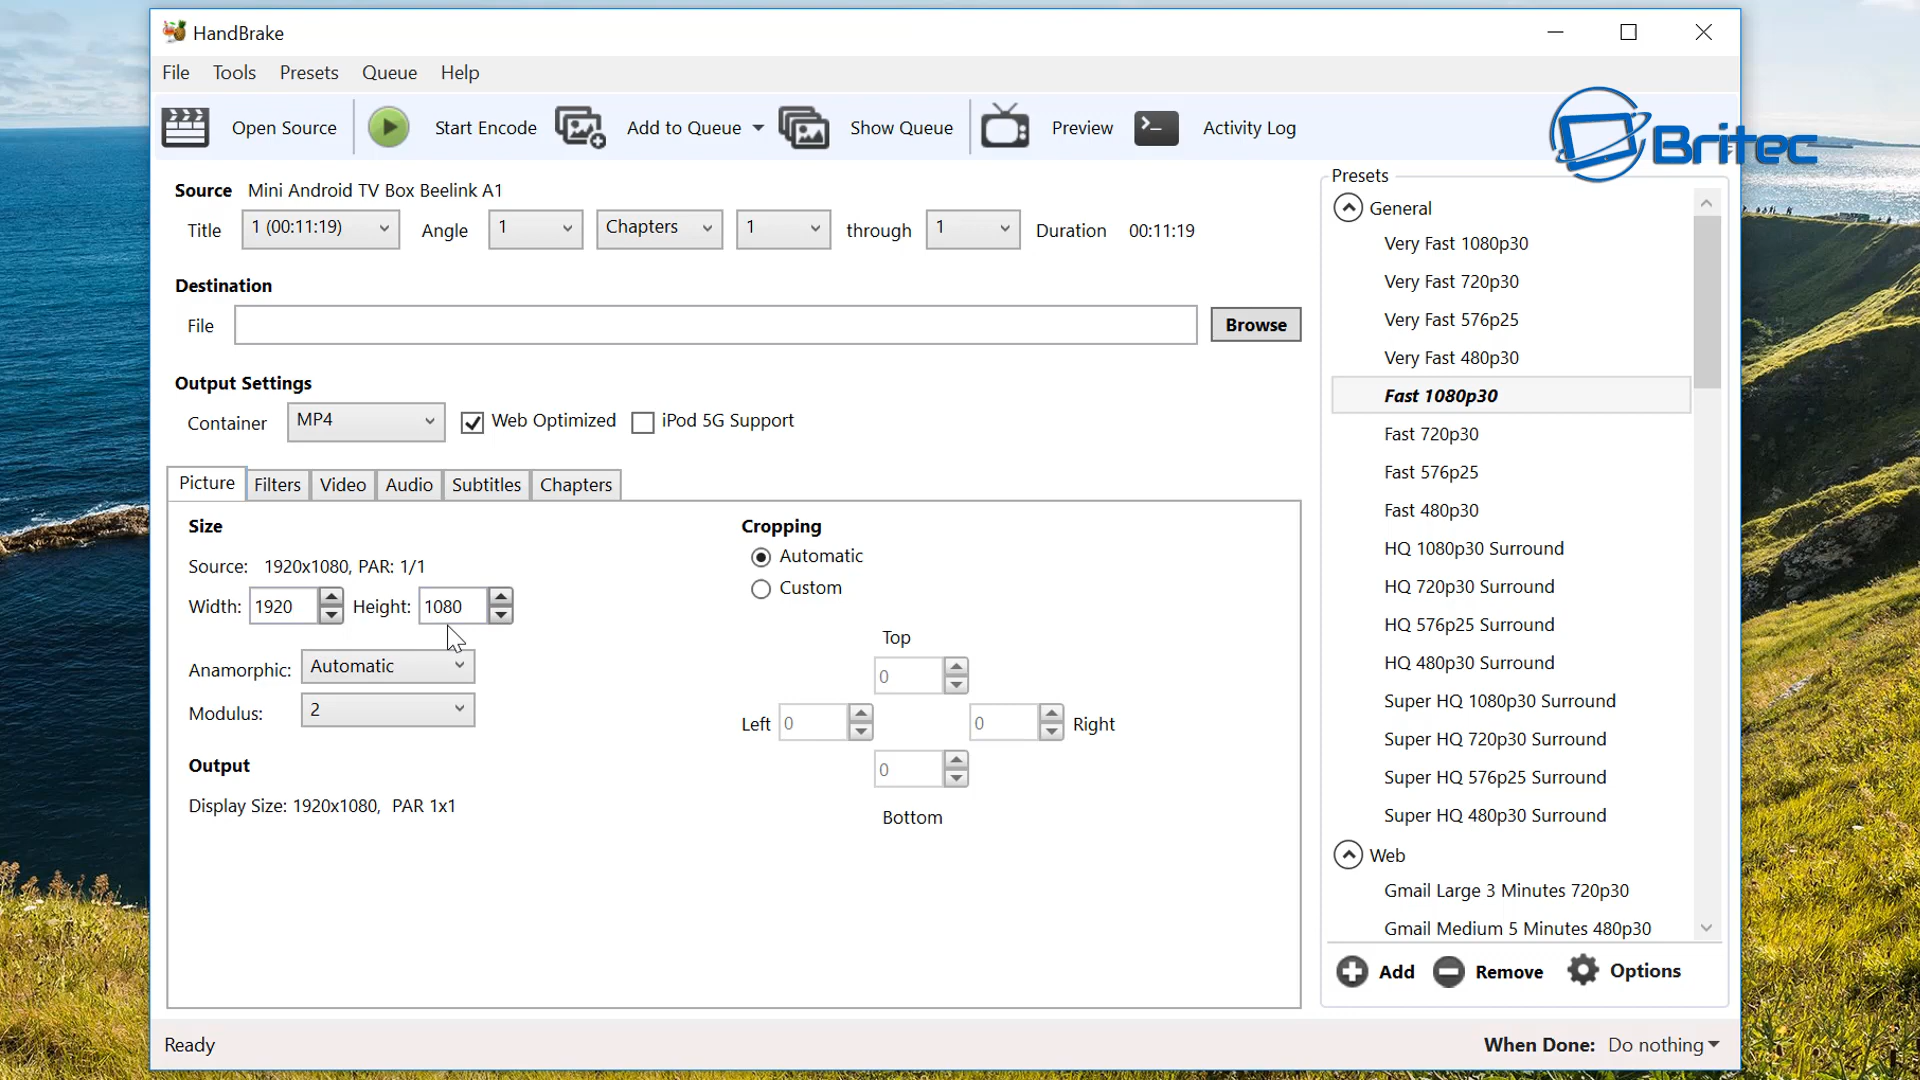 HandBrake
File Tools Presets Queue Help
Open Source Start Encode Add to Queue Show Queue Preview Activity Log
Britec
Source Mini Android TV Box Beelink A1
Title 1 (00:11:19) Angle 1 Chapters 1 through 1 Duration 00:11:19
Destination
File Browse
Output Settings
Container MP4 Web Optimized iPod 5G Support
Picture Filters Video Audio Subtitles Chapters
Size
Source: 1920x1080, PAR: 1/1
Width: 1920 Height: 1080
Anamorphic: Automatic
Modulus: 2
Output
Display Size: 1920x1080, PAR 1x1
Cropping
Automatic
Custom
Top
0
Left 0 0 Right
0
Bottom
Presets
General
Very Fast 1080p30
Very Fast 720p30
Very Fast 576p25
Very Fast 480p30
Fast 1080p30
Fast 720p30
Fast 576p25
Fast 480p30
HQ 1080p30 Surround
HQ 720p30 Surround
HQ 576p25 Surround
HQ 480p30 Surround
Super HQ 1080p30 Surround
Super HQ 720p30 Surround
Super HQ 576p25 Surround
Super HQ 480p30 Surround
Web
Gmail Large 3 Minutes 720p30
Gmail Medium 5 Minutes 480p30
Add Remove Options
Ready When Done: Do nothing